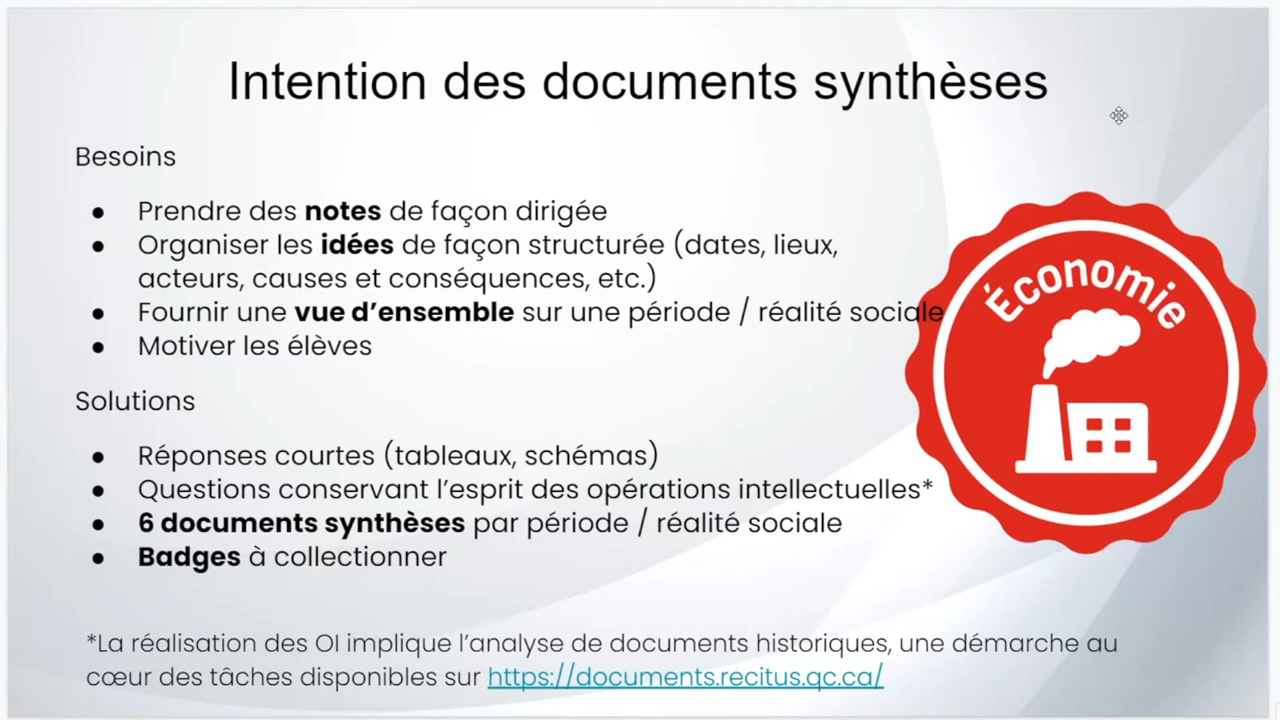 Intention des documents synthèses
Besoins
● Prendre des notes de façon dirigée
● Organiser les idées de façon structurée (dates, lieux,
acteurs, causes et conséquences, etc.)
● Fournir une vue d’ensemble sur une période / réalité sociale
● Motiver les élèves
Solutions
● Réponses courtes (tableaux, schémas)
● Questions conservant l’esprit des opérations intellectuelles*
● 6 documents synthèses par période / réalité sociale
● Badges à collectionner
Économie
*La réalisation des OI implique l’analyse de documents historiques, une démarche au
cœur des tâches disponibles sur https://documents.recitus.qc.ca/